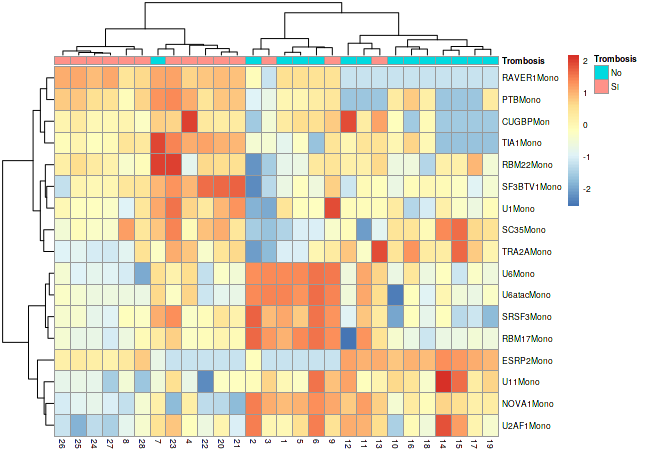 Trombosis
RAVER1Mono
PTBMono
CUGBPMon
TIA1Mono
RBM22Mono
SF3BTV1Mono
U1Mono
SC35Mono
TRA2AMono
U6Mono
U6atacMono
SRSF3Mono
RBM17Mono
ESRP2Mono
U11Mono
NOVA1Mono
U2AF1Mono
26 25 24 27 8 28 7 23 4 22 20 21 2 3 1 5 6 9 12 11 13 10 16 18 14 15 17 19
2
1
0
-1
-2
Trombosis
No
SI